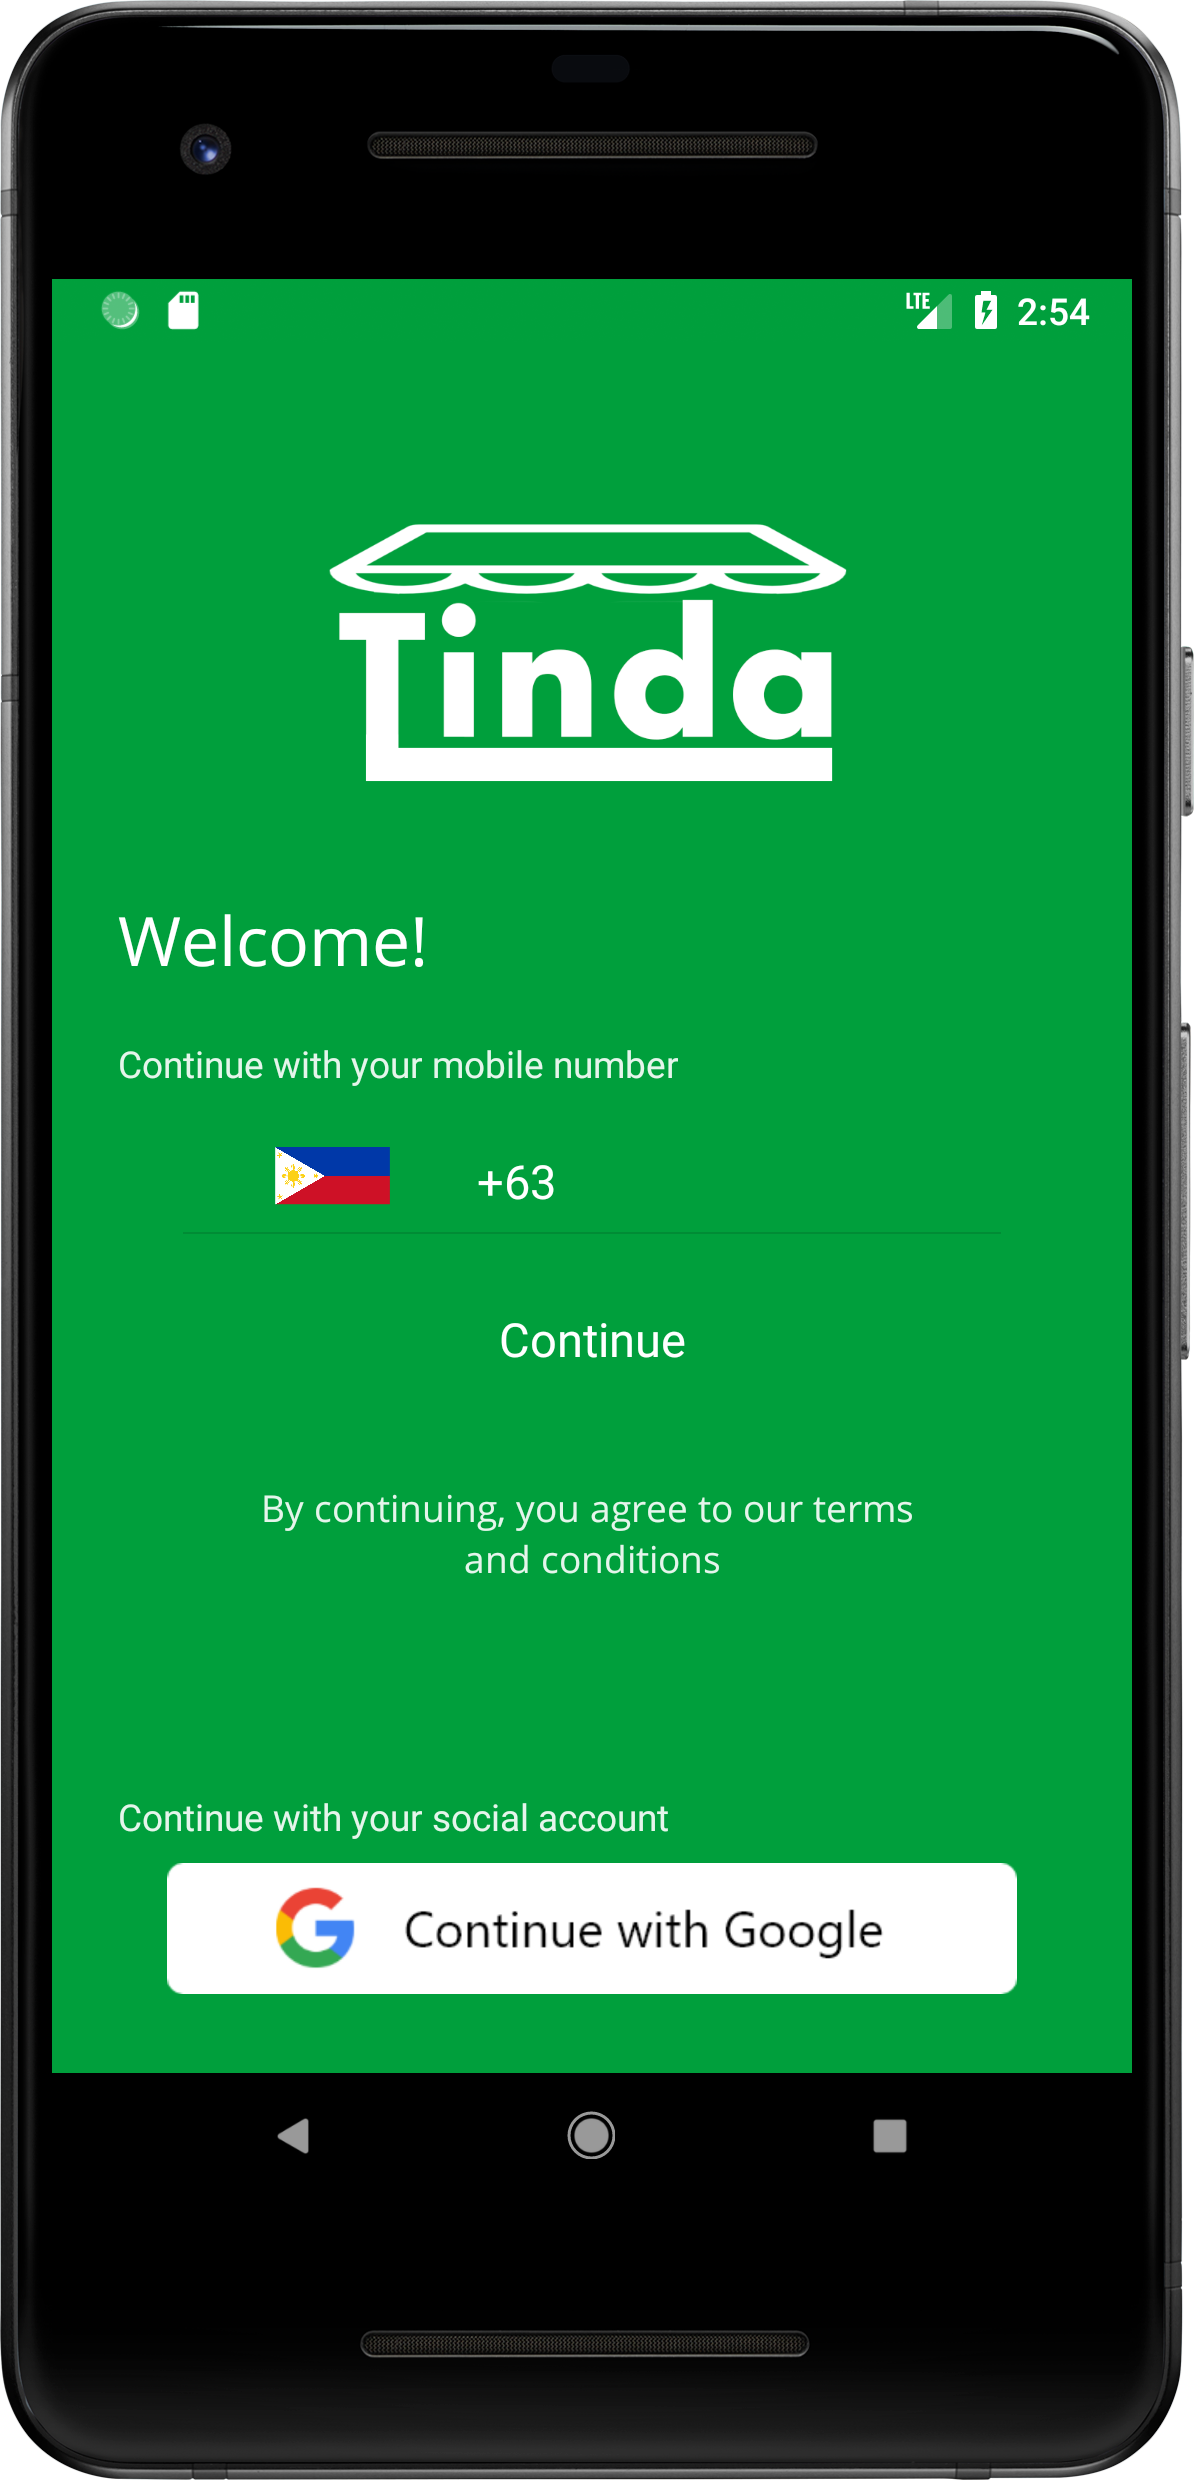 LTE 2:54
Tinda
Welcome!
Continue with your mobile number
+63
Continue
By continuing, you agree to our terms
and conditions
Continue with your social account
Continue with Google